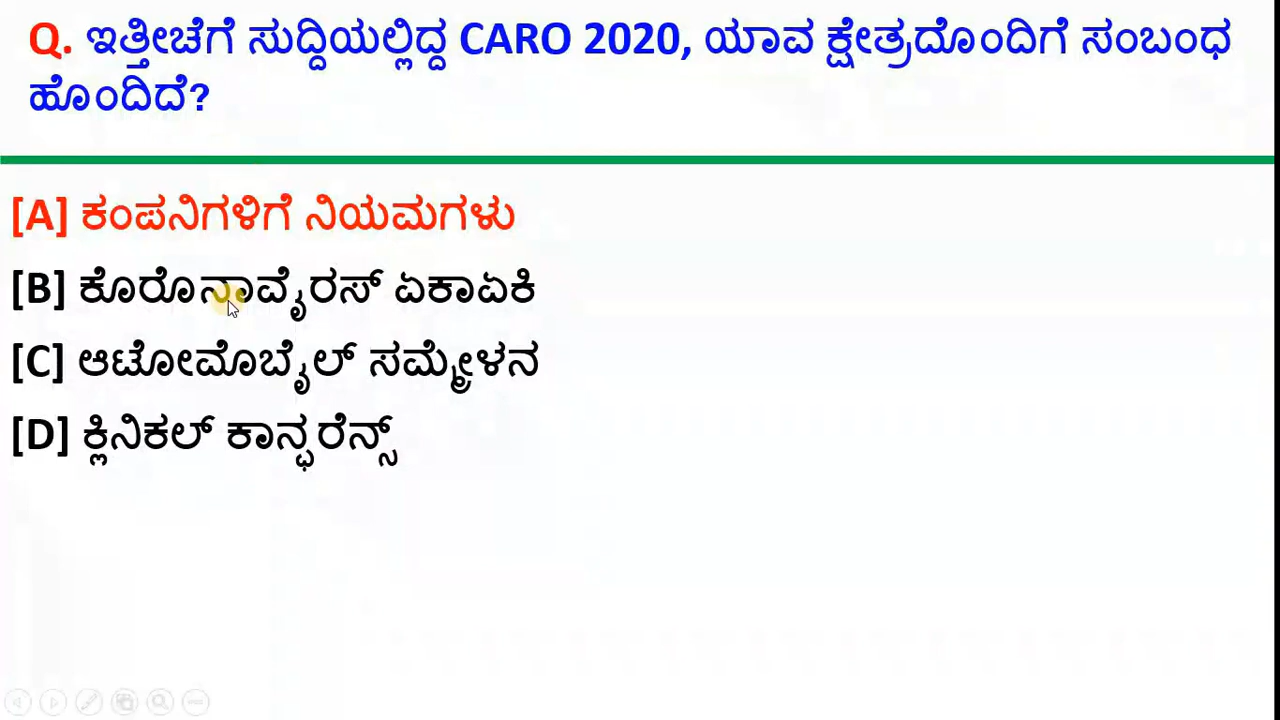 Q. ಇತ್ತೀಚೆಗೆ ಸುದ್ದಿಯಲ್ಲಿದ್ದ CARO 2020, ಯಾವ ಕ್ಷೇತ್ರದೊಂದಿಗೆ ಸಂಬಂಧ
ಹೊಂದಿದೆ?
[A] ಕಂಪನಿಗಳಿಗೆ ನಿಯಮಗಳು
[B] ಕೊರೊನಾವೈರಸ್ ಏಕಾಏಕಿ
[C] ಆಟೋಮೊಬೈಲ್ ಸಮ್ಮೇಳನ
[D] ಕ್ಲಿನಿಕಲ್ ಕಾನ್ಫರೆನ್ಸ್